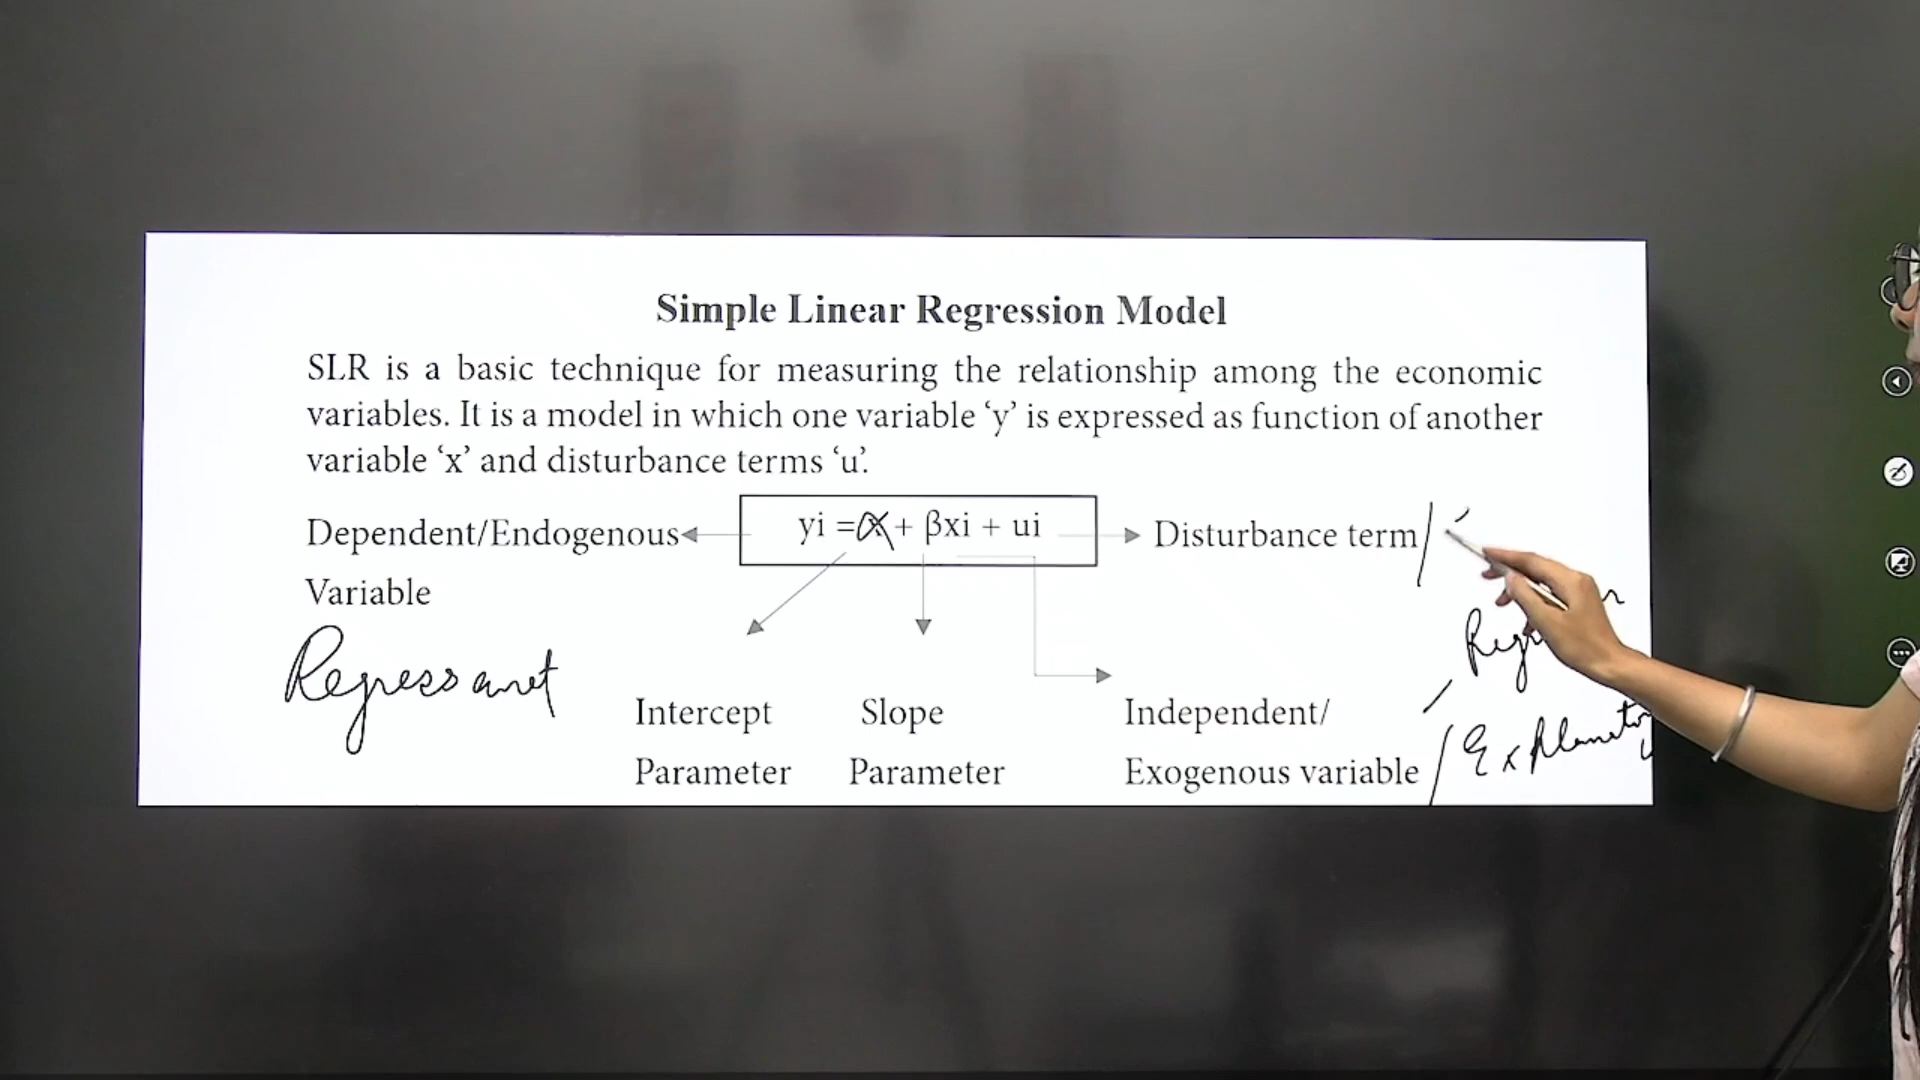 Simple Linear Regression Model
SLR is a basic technique for measuring the relationship among the economic
variables. It is a model in which one variable ‘y’ is expressed as function of another
variable ‘x’ and disturbance terms ‘u’.
Dependent/Endogenous
Variable
Regressant
yi = α + βxi + ui
Disturbance term /
Intercept
Parameter
Slope
Parameter
Independent/
Exogenous variable /